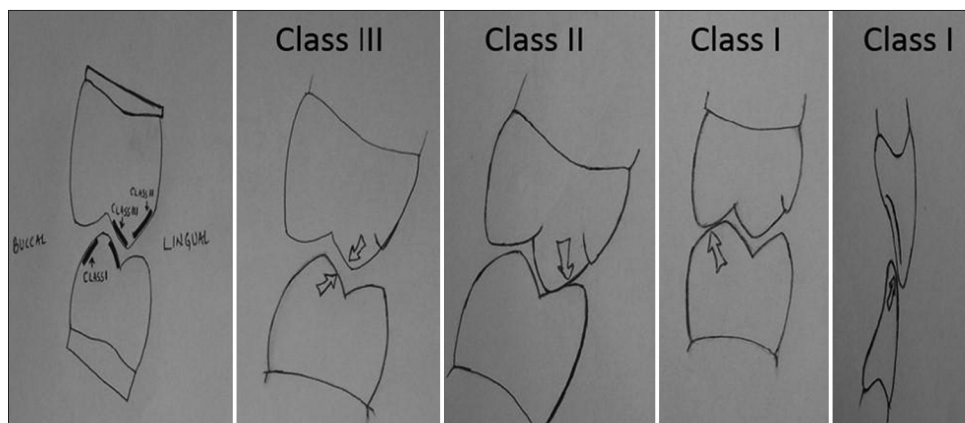 Class III
Class II
Class I
Class I
CLASS II
CLASS III
BUCCAL
LINGUAL
CLASS I